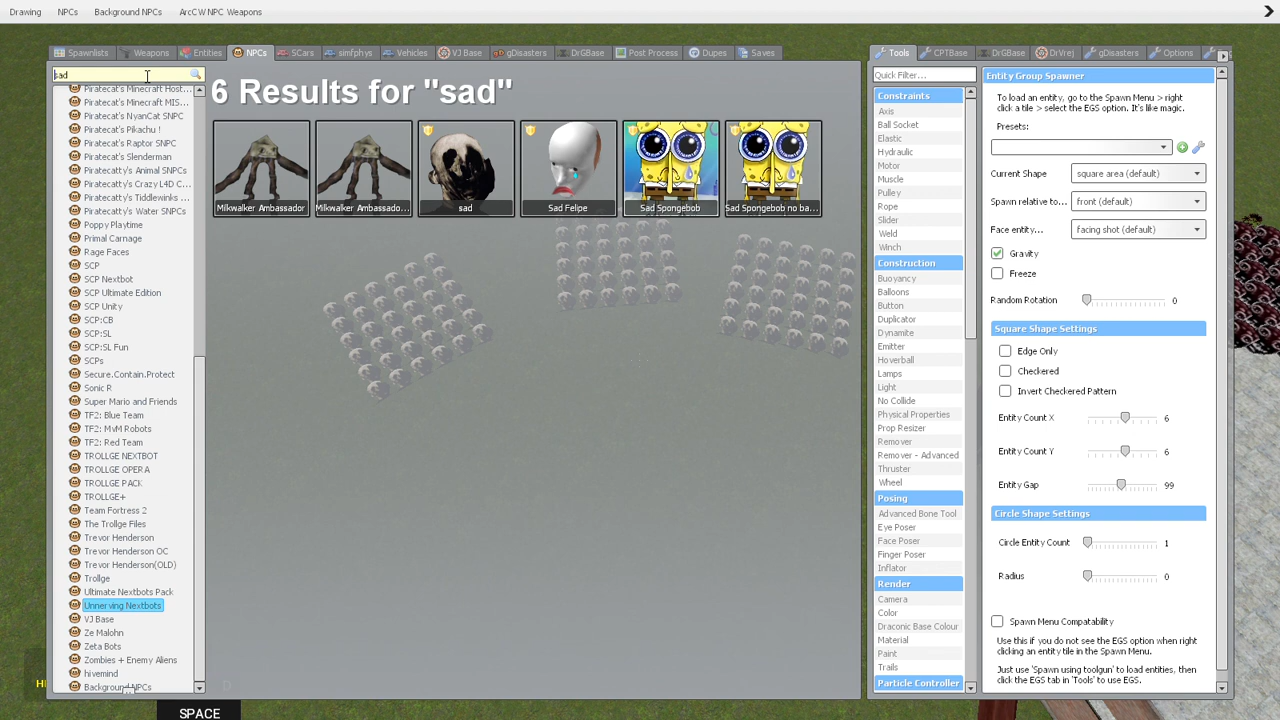 Drawing NPCs Background NPCs ArcCW NPC Weapons
Spawnlists Weapons Entities NPCs SCars simfphys Vehicles VJ Base gDisasters DrGBase Post Process Dupes Saves
sad
6 Results for "sad"
Piratecat's Minecraft Host...
Piratecat's Minecraft MIS...
Piratecat's NyanCat SNPC
Piratecat's Pikachu !
Piratecat's Raptor SNPC
Piratecat's Slenderman
Piratecatty's Animal SNPCs
Piratecatty's Crazy L4D C...
Piratecatty's Tiddlewinks ...
Piratecatty's Water SNPCs
Poppy Playtime
Primal Carnage
Rage Faces
SCP
SCP Nextbot
SCP Ultimate Edition
SCP Unity
SCP:CB
SCP:SL
SCP:SL Fun
SCPs
Secure.Contain.Protect
Sonic R
Super Mario and Friends
TF2: Blue Team
TF2: MvM Robots
TF2: Red Team
TROLLGE NEXTBOT
TROLLGE OPERA
TROLLGE PACK
TROLLGE+
Team Fortress 2
The Trollge Files
Trevor Henderson
Trevor Henderson OC
Trevor Henderson(OLD)
Trollge
Ultimate Nextbots Pack
Unnerving Nextbots
VJ Base
Ze Malohn
Zeta Bots
Zombies + Enemy Aliens
hivemind
Background NPCs
Milkwalker Ambassador Milkwalker Ambassado... sad Sad Felipe Sad Spongebob Sad Spongebob no ba...
SPACE
Tools CPTBase DrGBase DrVrej gDisasters Options
Quick Filter...
Constraints
Axis
Ball Socket
Elastic
Hydraulic
Motor
Muscle
Pulley
Rope
Slider
Weld
Winch
Construction
Buoyancy
Balloons
Button
Duplicator
Dynamite
Emitter
Hoverball
Lamps
Light
No Collide
Physical Properties
Prop Resizer
Remover
Remover - Advanced
Thruster
Wheel
Posing
Advanced Bone Tool
Eye Poser
Face Poser
Finger Poser
Inflator
Render
Camera
Color
Draconic Base Colour
Material
Paint
Trails
Particle Controller
Entity Group Spawner
To load an entity, go to the Spawn Menu > right
click a tile > select the EGS option. It's like magic.
Presets:
Current Shape square area (default)
Spawn relative to... front (default)
Face entity... facing shot (default)
Gravity
Freeze
Random Rotation 0
Square Shape Settings
Edge Only
Checkered
Invert Checkered Pattern
Entity Count X 6
Entity Count Y 6
Entity Gap 99
Circle Shape Settings
Circle Entity Count 1
Radius 0
Spawn Menu Compatability
Use this if you do not see the EGS option when right
clicking an entity tile in the Spawn Menu.
Just use 'Spawn using toolgun' to load entities, then
click the EGS tab in 'Tools' to use EGS.